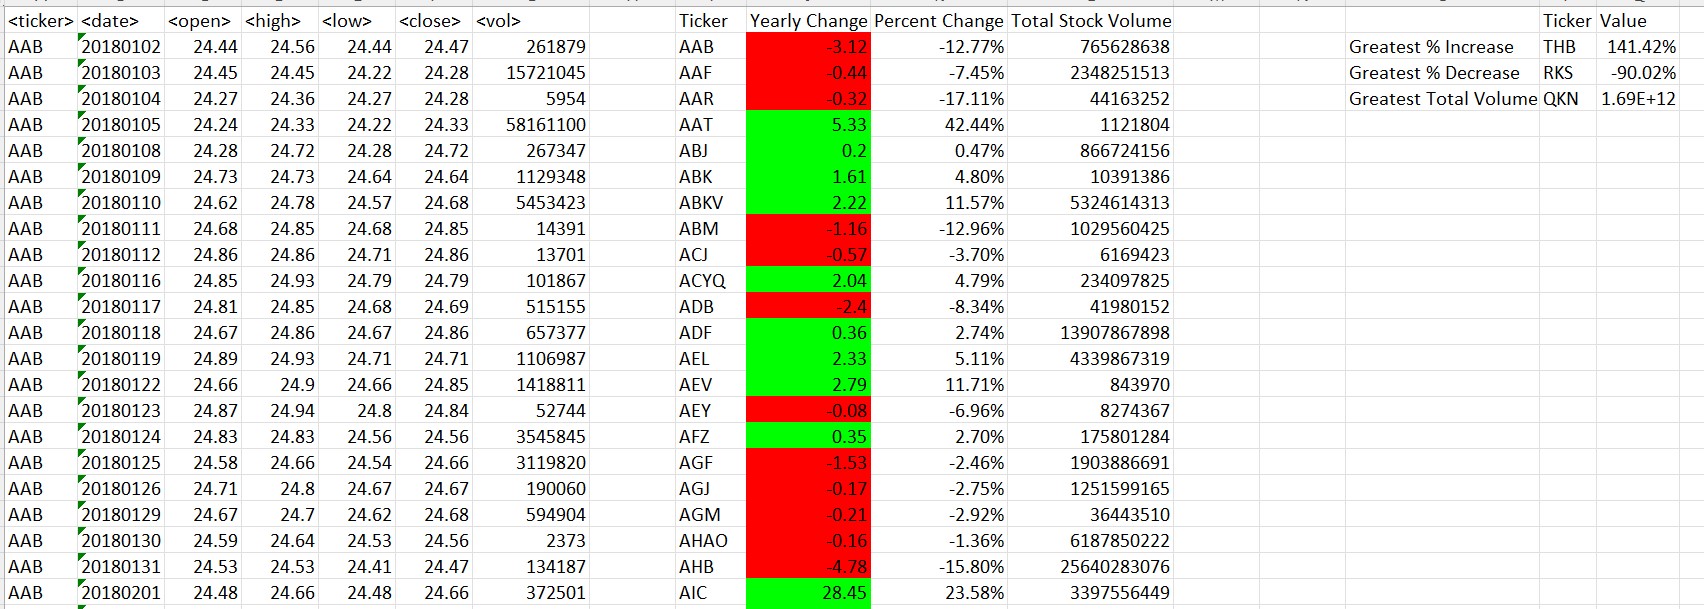 <ticker> <date> <open> <high> <low> <close> <vol> Ticker Yearly Change Percent Change Total Stock Volume Ticker Value
AAB 20180102 24.44 24.56 24.44 24.47 261879 AAB -3.12 -12.77% 765628638 Greatest % Increase THB 141.42%
AAB 20180103 24.45 24.45 24.22 24.28 15721045 AAF -0.44 -7.45% 2348251513 Greatest % Decrease RKS -90.02%
AAB 20180104 24.27 24.36 24.27 24.28 5954 AAR -0.32 -17.11% 44163252 Greatest Total Volume QKN 1.69E+12
AAB 20180105 24.24 24.33 24.22 24.33 58161100 AAT 5.33 42.44% 1121804
AAB 20180108 24.28 24.72 24.28 24.72 267347 ABJ 0.2 0.47% 866724156
AAB 20180109 24.73 24.73 24.64 24.64 1129348 ABK 1.61 4.80% 10391386
AAB 20180110 24.62 24.78 24.57 24.68 5453423 ABKV 2.22 11.57% 5324614313
AAB 20180111 24.68 24.85 24.68 24.85 14391 ABM -1.16 -12.96% 1029560425
AAB 20180112 24.86 24.86 24.71 24.86 13701 ACJ -0.57 -3.70% 6169423
AAB 20180116 24.85 24.93 24.79 24.79 101867 ACYQ 2.04 4.79% 234097825
AAB 20180117 24.81 24.85 24.68 24.69 515155 ADB -2.4 -8.34% 41980152
AAB 20180118 24.67 24.86 24.67 24.86 657377 ADF 0.36 2.74% 13907867898
AAB 20180119 24.89 24.93 24.71 24.71 1106987 AEL 2.33 5.11% 4339867319
AAB 20180122 24.66 24.9 24.66 24.85 1418811 AEV 2.79 11.71% 843970
AAB 20180123 24.87 24.94 24.8 24.84 52744 AEY -0.08 -6.96% 8274367
AAB 20180124 24.83 24.83 24.56 24.56 3545845 AFZ 0.35 2.70% 175801284
AAB 20180125 24.58 24.66 24.54 24.66 3119820 AGF -1.53 -2.46% 1903886691
AAB 20180126 24.71 24.8 24.67 24.67 190060 AGJ -0.17 -2.75% 1251599165
AAB 20180129 24.67 24.7 24.62 24.68 594904 AGM -0.21 -2.92% 36443510
AAB 20180130 24.59 24.64 24.53 24.56 2373 AHAO -0.16 -1.36% 6187850222
AAB 20180131 24.53 24.53 24.41 24.47 134187 AHB -4.78 -15.80% 25640283076
AAB 20180201 24.48 24.66 24.48 24.66 372501 AIC 28.45 23.58% 3397556449